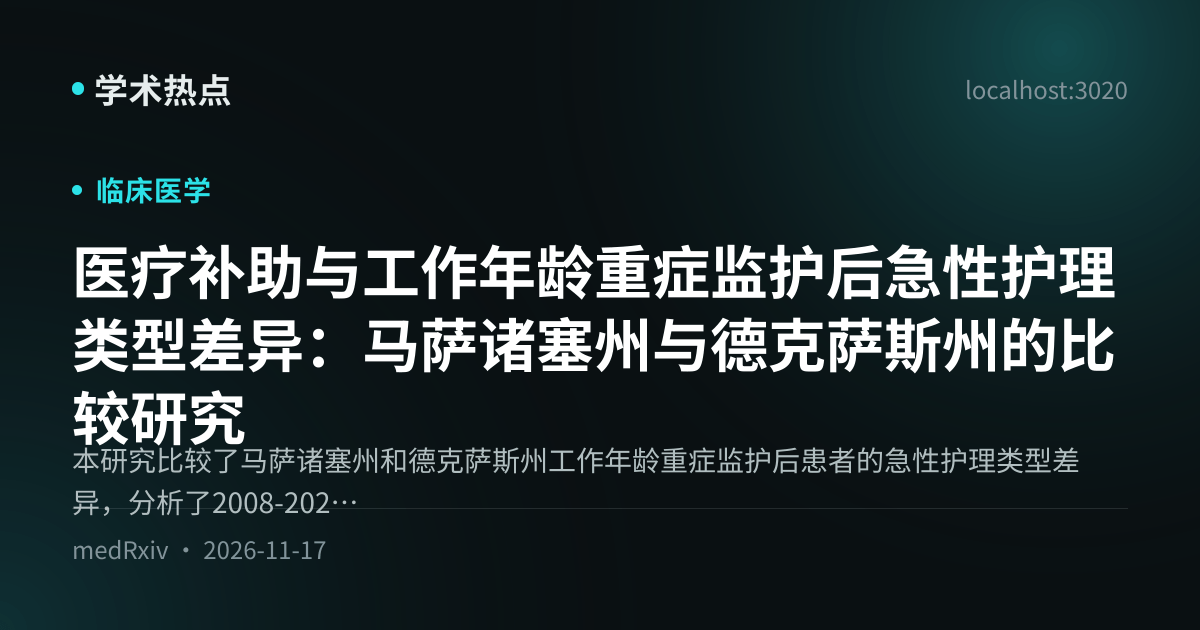 学术热点
localhost:3020
临床医学
医疗补助与工作年龄重症监护后急性护理
类型差异：马萨诸塞州与德克萨斯州的比
较研究
本研究比较了马萨诸塞州和德克萨斯州工作年龄重症监护后患者的急性护理类型差
异，分析了2008-202…
medRxiv · 2026-11-17